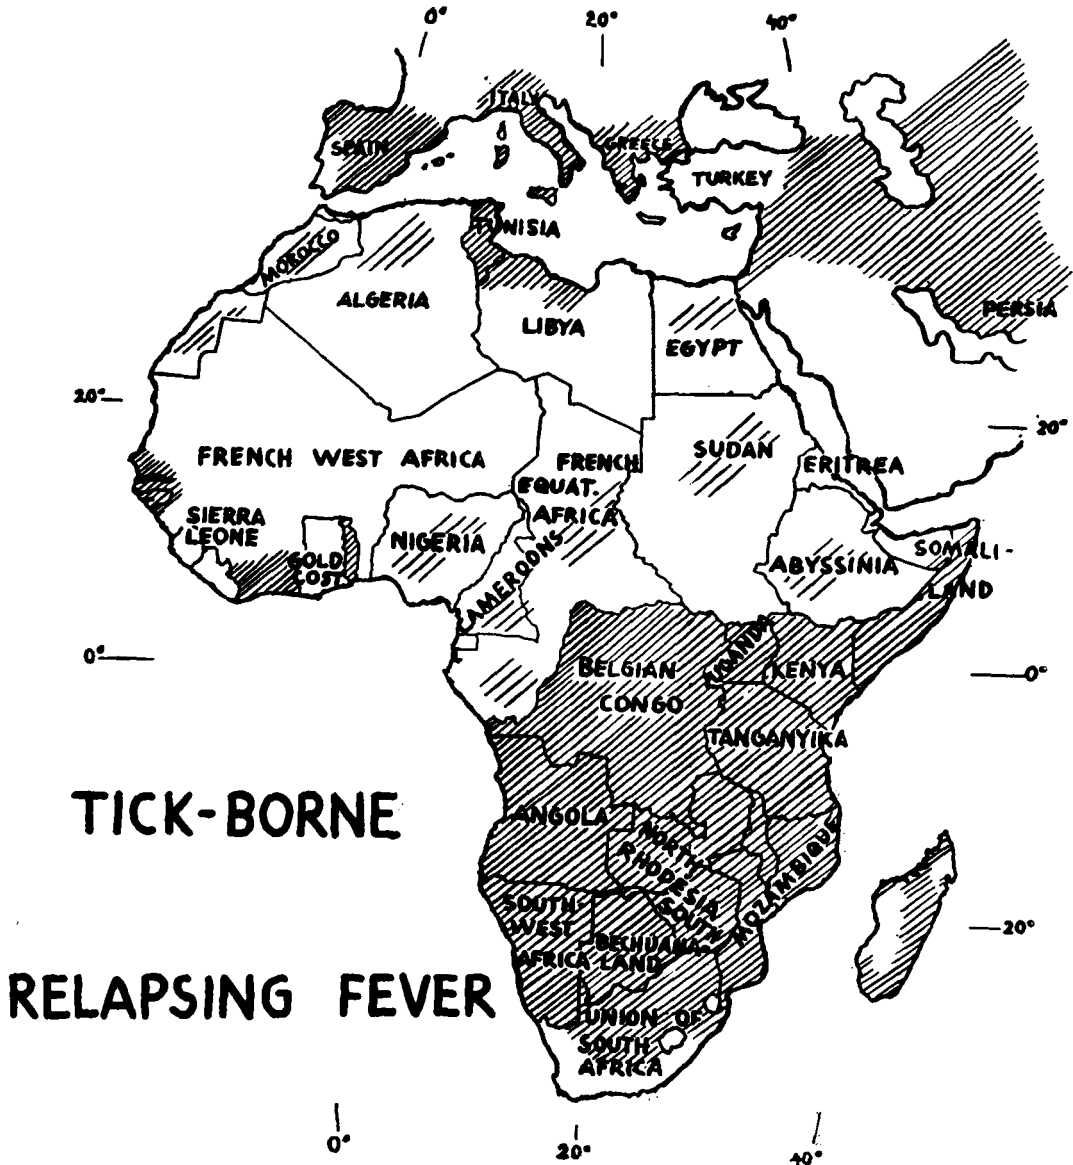 0°
20°
40°
ITALY
SPAIN
GREECE
TURKEY
TUNISIA
MOROCCO
ALGERIA
LIBYA
EGYPT
PERSIA
20°
20°
FRENCH WEST AFRICA
SUDAN
FRENCH
EQUAT.
AFRICA
ERITREA
SIERRA
LEONE
GOLD
COST
NIGERIA
CAMEROONS
ABYSSINIA
SOMALI-
LAND
0°
0°
UGANDA
KENYA
BELGIAN
CONGO
TANGANYIKA
TICK-BORNE
ANGOLA
NORTH
RHODESIA
SOUTH
MOZAMBIQUE
SOUTH-
WEST
AFRICA
BECHUANA-
LAND
20°
RELAPSING FEVER
UNION OF
SOUTH
AFRICA
0°
20°
40°